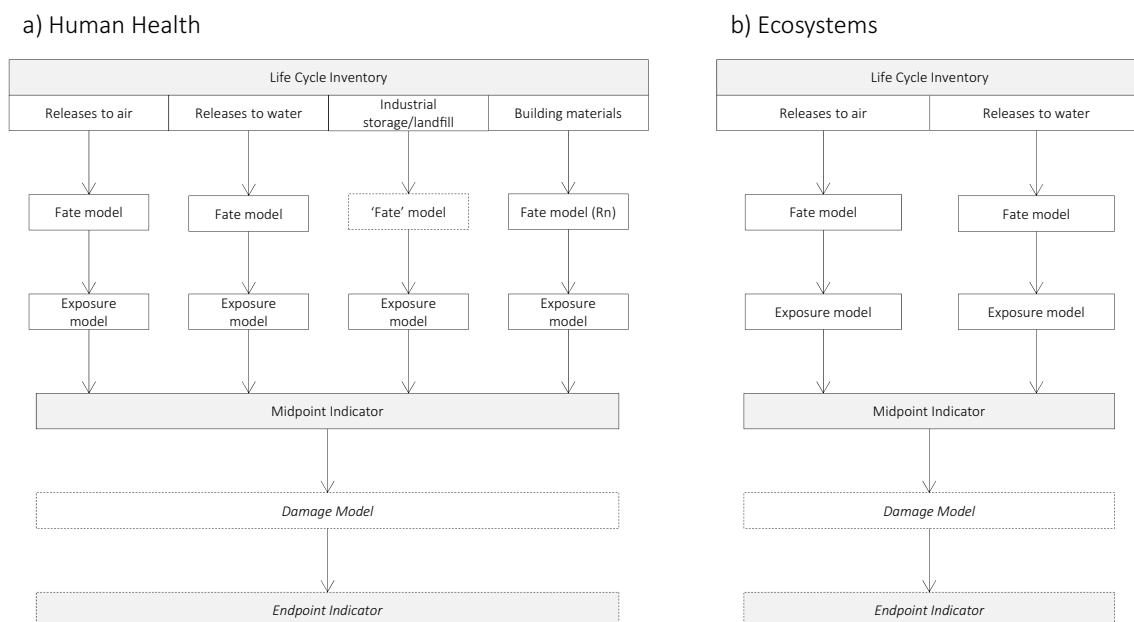 a) Human Health
Life Cycle Inventory
Releases to air
Releases to water
Industrial
storage/landfill
Building materials
Fate model
Fate model
‘Fate’ model
Fate model (Rn)
Exposure
model
Exposure
model
Exposure
model
Exposure
model
Midpoint Indicator
Damage Model
Endpoint Indicator
b) Ecosystems
Life Cycle Inventory
Releases to air
Releases to water
Fate model
Fate model
Exposure model
Exposure model
Midpoint Indicator
Damage Model
Endpoint Indicator